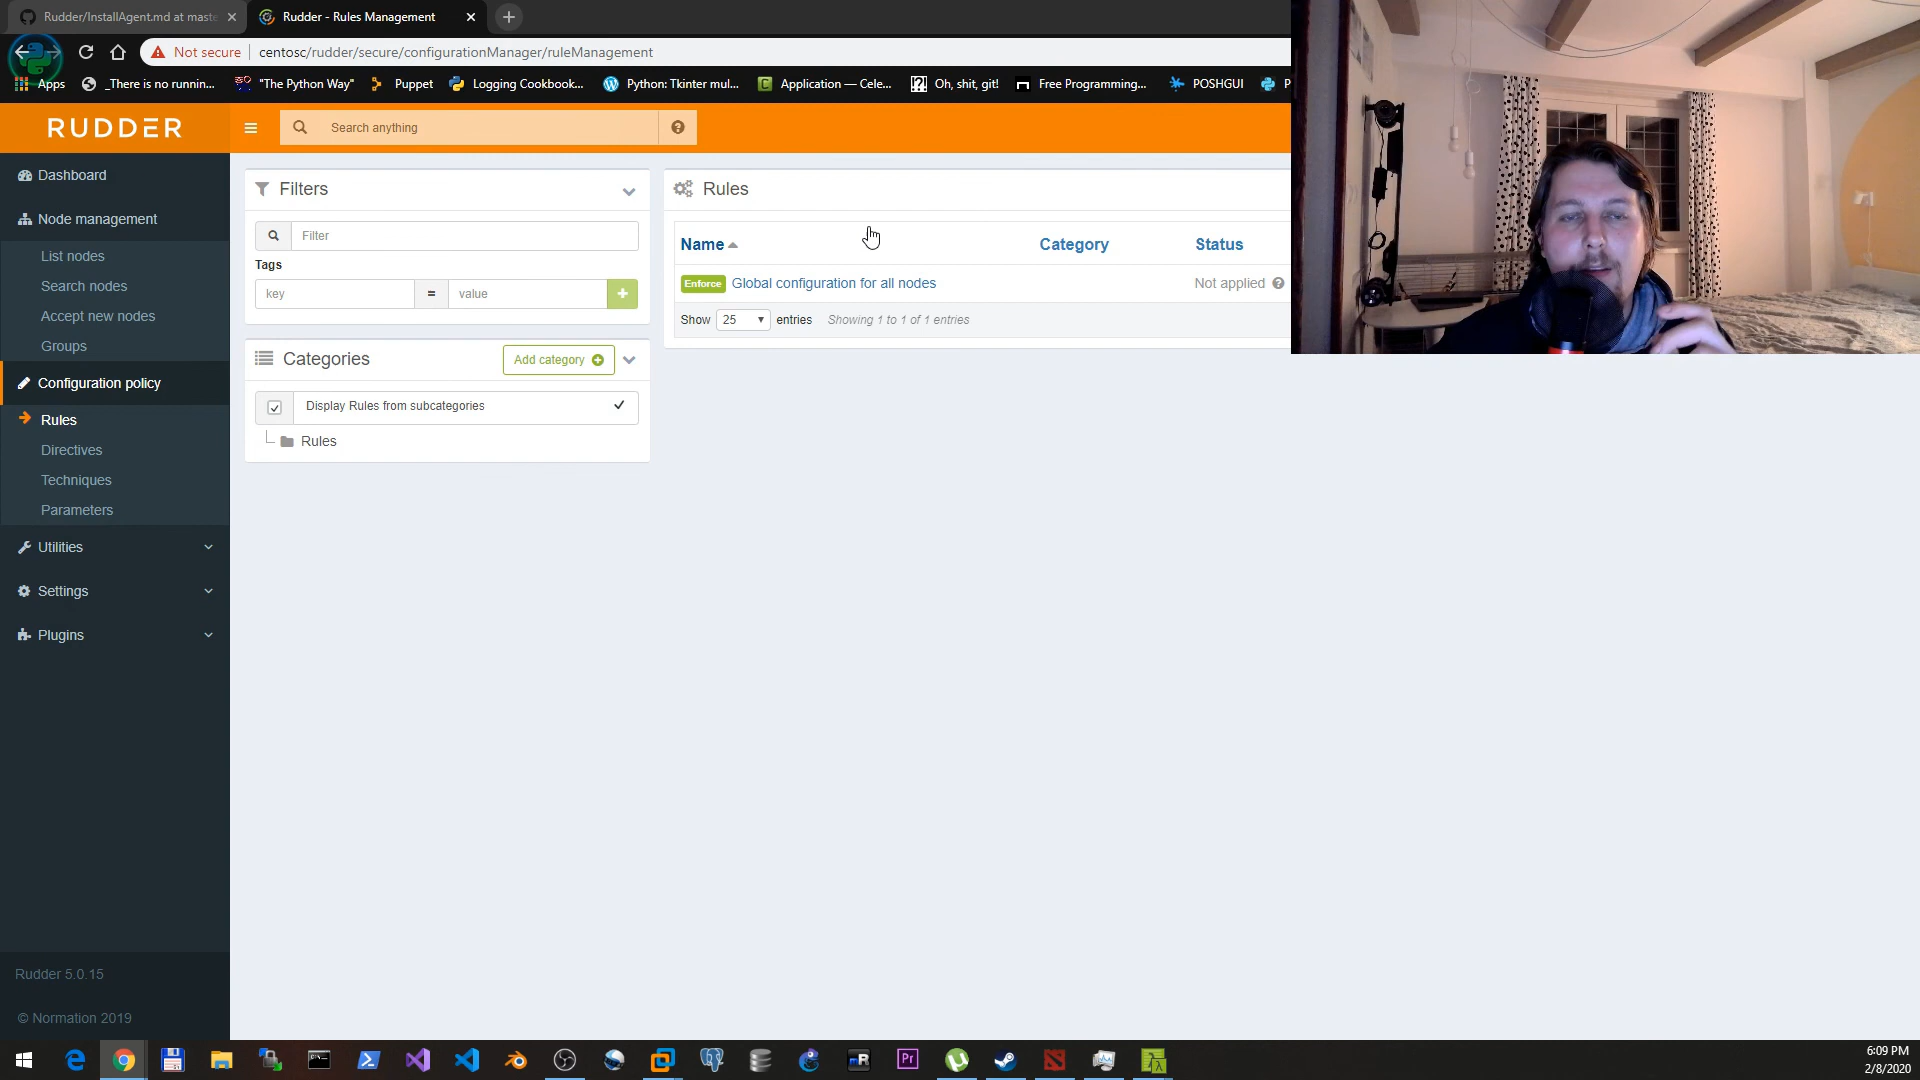 Rudder/InstallAgent.md at maste
Rudder - Rules Management
Not secure
centosc/rudder/secure/configurationManager/ruleManagement
Apps
_There is no runnin...
"The Python Way"
Puppet
Logging Cookbook...
Python: Tkinter mul...
Application — Cele...
Oh, shit, git!
Free Programming...
POSHGUI
P
RUDDER
Search anything
Dashboard
Node management
List nodes
Search nodes
Accept new nodes
Groups
Configuration policy
Rules
Directives
Techniques
Parameters
Utilities
Settings
Plugins
Rudder 5.0.15
© Normation 2019
Filters
Filter
Tags
key
=
value
Categories
Add category
Display Rules from subcategories
Rules
Rules
Name
Category
Status
Enforce
Global configuration for all nodes
Not applied
Show 25 entries Showing 1 to 1 of 1 entries
6:09 PM
2/8/2020